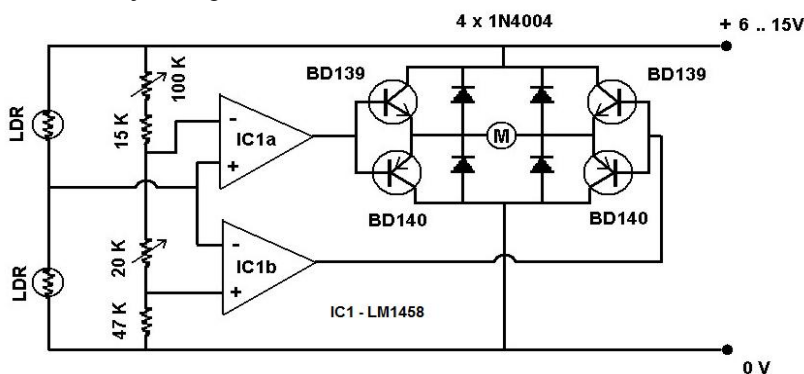 4 x 1N4004
+ 6 .. 15V
BD139
BD139
100 K
LDR
15 K
-
IC1a
+
M
BD140
BD140
20 K
-
IC1b
+
LDR
47 K
IC1 - LM1458
0 V